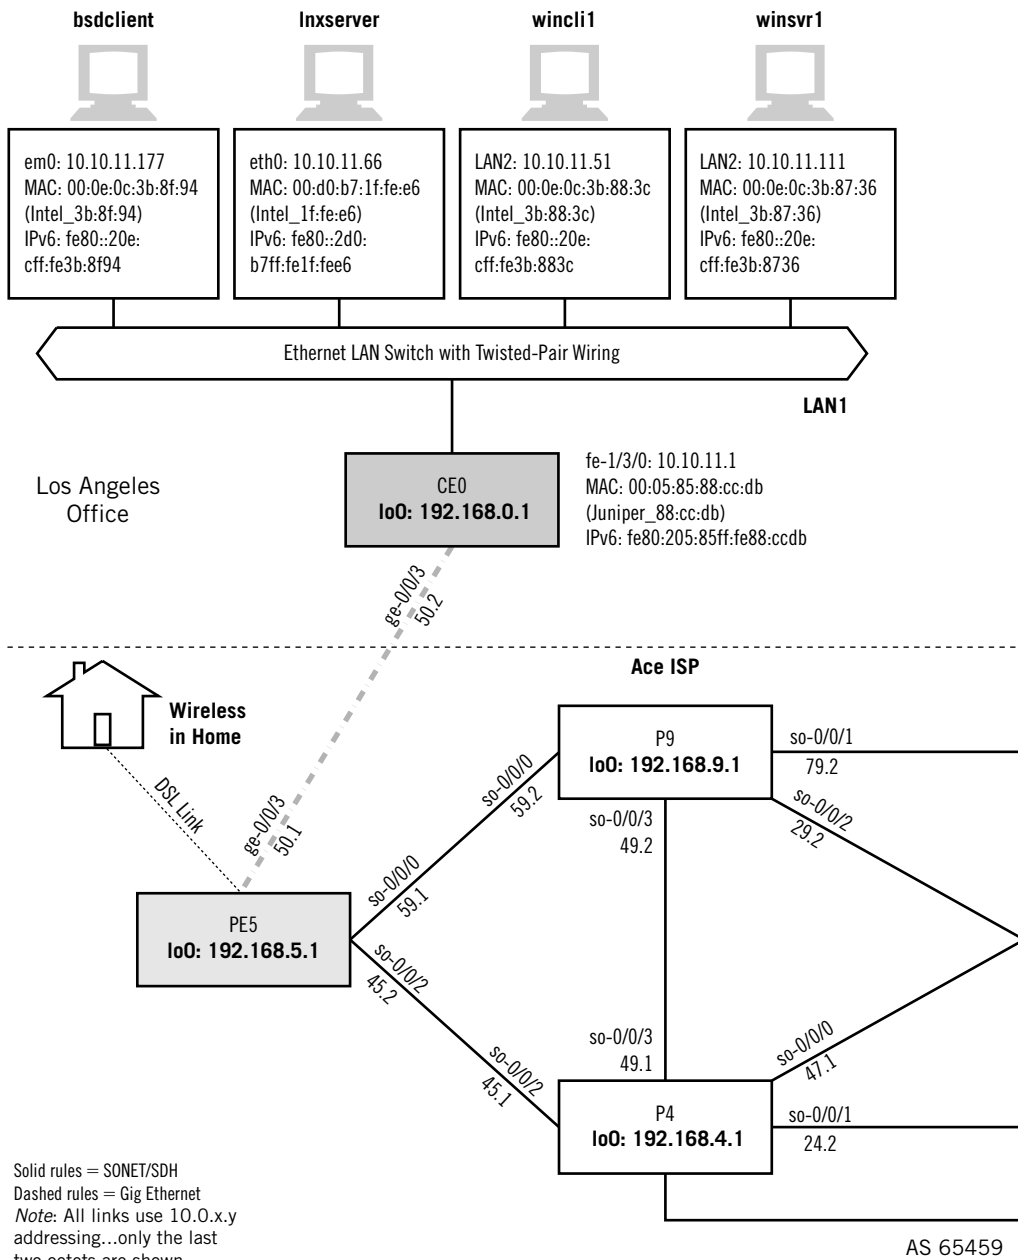 bsdclient
lnxserver
wincli1
winsvr1
em0: 10.10.11.177
MAC: 00:0e:0c:3b:8f:94
(Intel_3b:8f:94)
IPv6: fe80::20e:
cff:fe3b:8f94
eth0: 10.10.11.66
MAC: 00:d0:b7:1f:fe:e6
(Intel_1f:fe:e6)
IPv6: fe80::2d0:
b7ff:fe1f:fee6
LAN2: 10.10.11.51
MAC: 00:0e:0c:3b:88:3c
(Intel_3b:88:3c)
IPv6: fe80::20e:
cff:fe3b:883c
LAN2: 10.10.11.111
MAC: 00:0e:0c:3b:87:36
(Intel_3b:87:36)
IPv6: fe80::20e:
cff:fe3b:8736
Ethernet LAN Switch with Twisted-Pair Wiring
LAN1
Los Angeles
Office
CE0
lo0: 192.168.0.1
fe-1/3/0: 10.10.11.1
MAC: 00:05:85:88:cc:db
(Juniper_88:cc:db)
IPv6: fe80:205:85ff:fe88:ccdb
ge-0/0/3
50.2
Ace ISP
Wireless
in Home
DSL Link
ge-0/0/3
50.1
P9
lo0: 192.168.9.1
so-0/0/1
79.2
so-0/0/0
59.2
so-0/0/3
49.2
so-0/0/2
29.2
so-0/0/0
59.1
PE5
lo0: 192.168.5.1
so-0/0/2
45.2
so-0/0/3
49.1
so-0/0/0
47.1
so-0/0/2
45.1
P4
lo0: 192.168.4.1
so-0/0/1
24.2
Solid rules = SONET/SDH
Dashed rules = Gig Ethernet
Note: All links use 10.0.x.y
addressing...only the last
two octets are shown
AS 65459